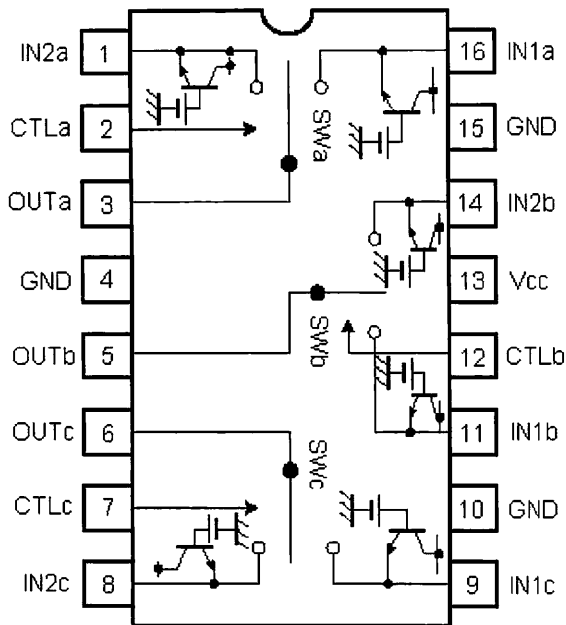 IN2a 1 16 IN1a
CTLa 2 SWa 15 GND
OUTa 3 14 IN2b
GND 4 13 Vcc
OUTb 5 SWb 12 CTLb
OUTc 6 11 IN1b
CTLc 7 SWc 10 GND
IN2c 8 9 IN1c